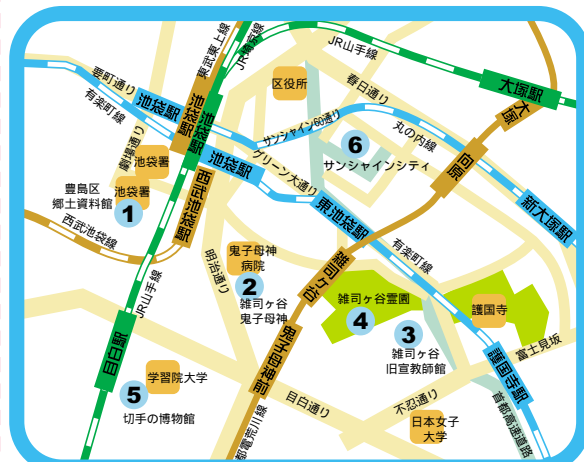 東武東上線
JR埼京線
JR山手線
大塚駅
大塚
要町通り
有楽町線
池袋駅
池袋駅
池袋駅
区役所
春日通り
丸の内線
サンシャイン60通り
6
サンシャインシティ
向原
新大塚駅
劇場通り
池袋署
池袋駅
グリーン大通り
東池袋駅
豊島区
郷土資料館
池袋署
1
西武池袋駅
西武池袋線
明治通り
鬼子母神
病院
2
雑司ヶ谷
鬼子母神
雑司ヶ谷
有楽町線
雑司ヶ谷霊園
4
3
雑司ヶ谷
旧宣教師館
護国寺
富士見坂
護国寺駅
JR山手線
目白駅
学習院大学
5
切手の博物館
鬼子母神前
都電荒川線
目白通り
不忍通り
日本女子
大学
首都高速道路